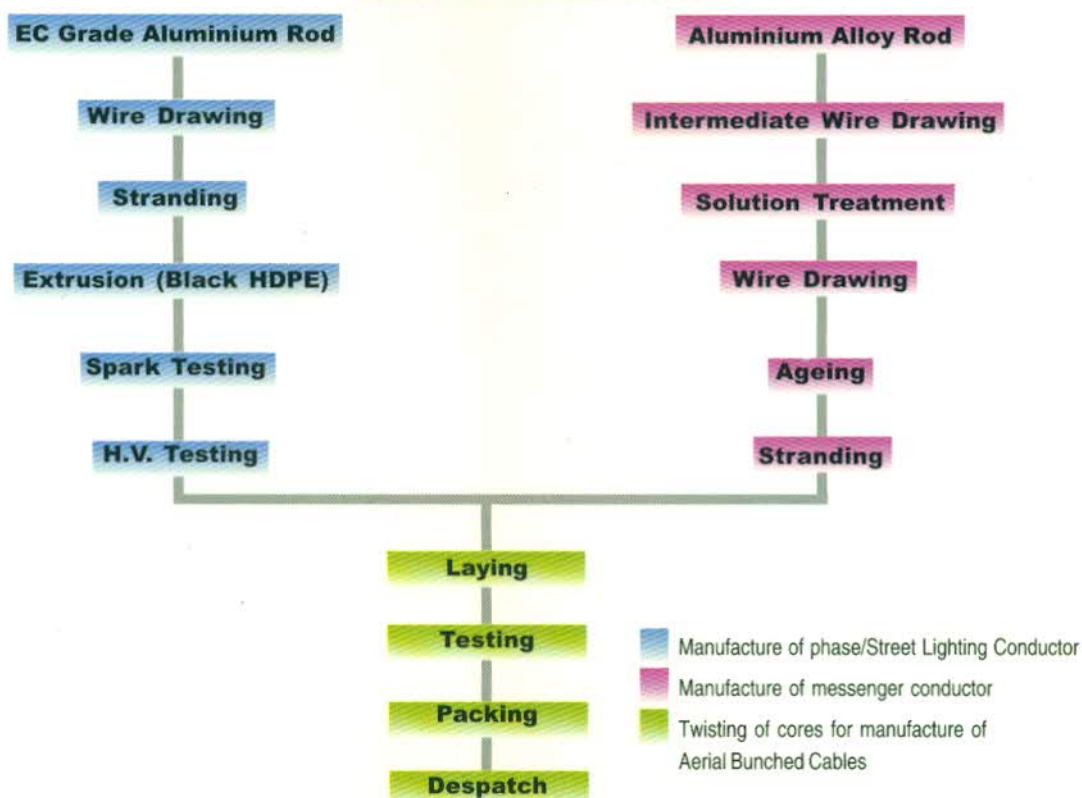 EC Grade Aluminium Rod
Wire Drawing
Stranding
Extrusion (Black HDPE)
Spark Testing
H.V. Testing
Aluminium Alloy Rod
Intermediate Wire Drawing
Solution Treatment
Wire Drawing
Ageing
Stranding
Laying
Testing
Packing
Despatch
Manufacture of phase/Street Lighting Conductor
Manufacture of messenger conductor
Twisting of cores for manufacture of
Aerial Bunched Cables